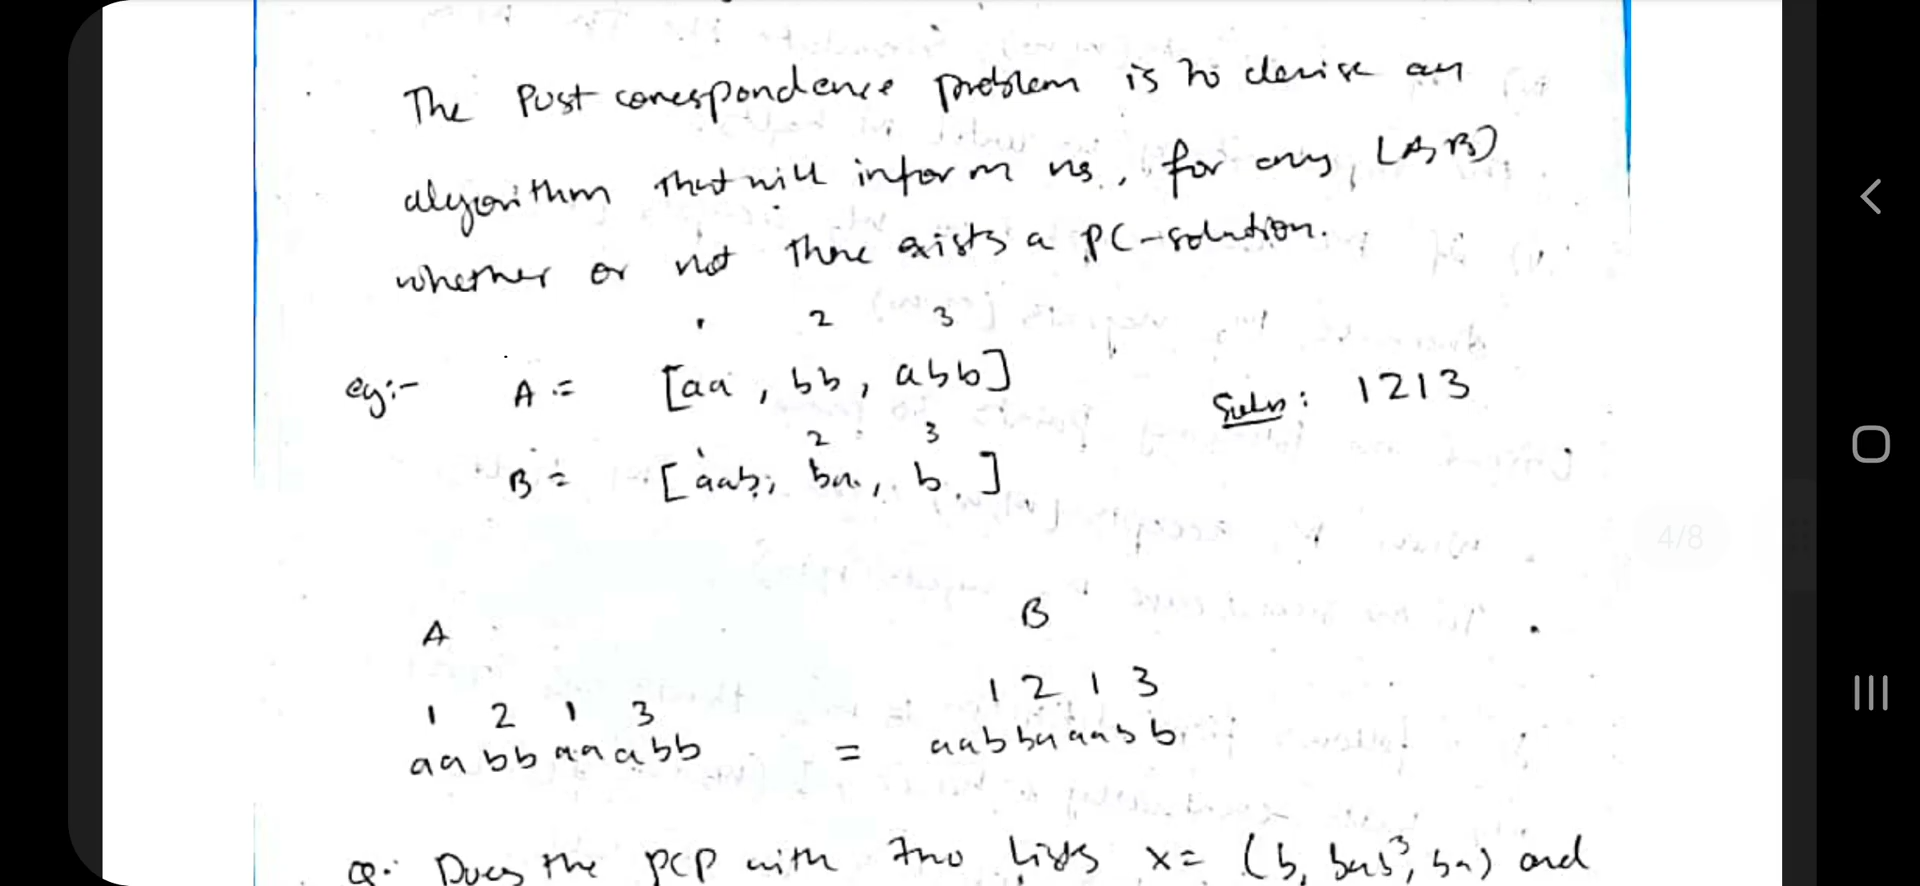 The Post correspondence problem is to devise an
algorithm that will inform us, for any (A, B)
whether or not there exists a PC-solution.
1 2 3
eg:- A = [aa, bb, abb] Soln: 1213
1 2 3
B = [aab, ba, b.]
4/8
A B
1 2 1 3 1 2 1 3
aabbaaabb = aabbaaabb
Q. Does the PCP with two lists x = (b, bab³, ba) and